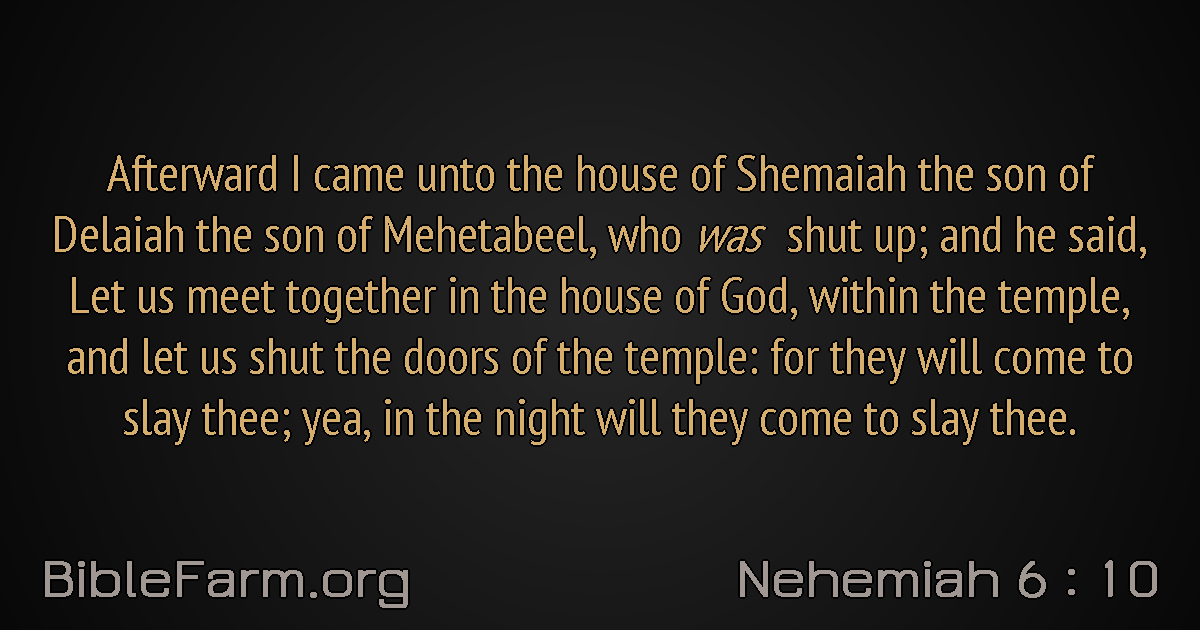 Afterward I came unto the house of Shemaiah the son of
Delaiah the son of Mehetabeel, who was shut up; and he said,
Let us meet together in the house of God, within the temple,
and let us shut the doors of the temple: for they will come to
slay thee; yea, in the night will they come to slay thee.
BibleFarm.org
Nehemiah 6 : 10